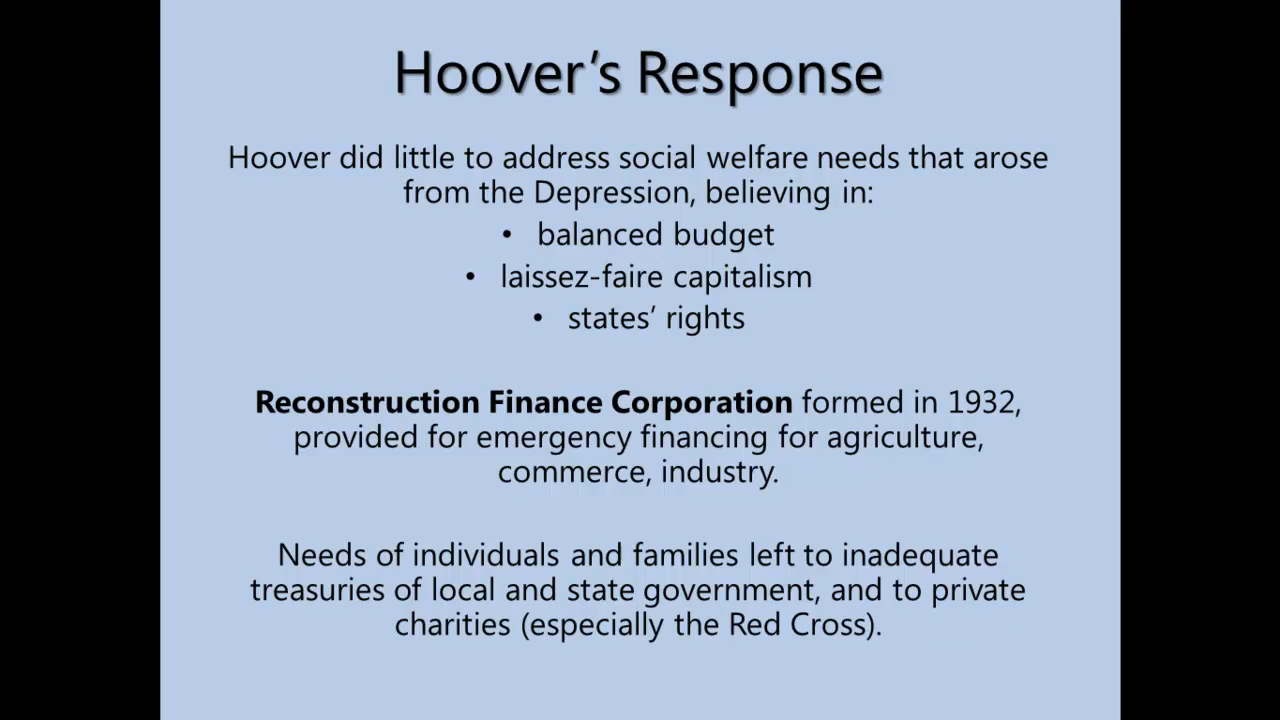 Hoover’s Response
Hoover did little to address social welfare needs that arose
from the Depression, believing in:
• balanced budget
• laissez-faire capitalism
• states’ rights
Reconstruction Finance Corporation formed in 1932,
provided for emergency financing for agriculture,
commerce, industry.
Needs of individuals and families left to inadequate
treasuries of local and state government, and to private
charities (especially the Red Cross).